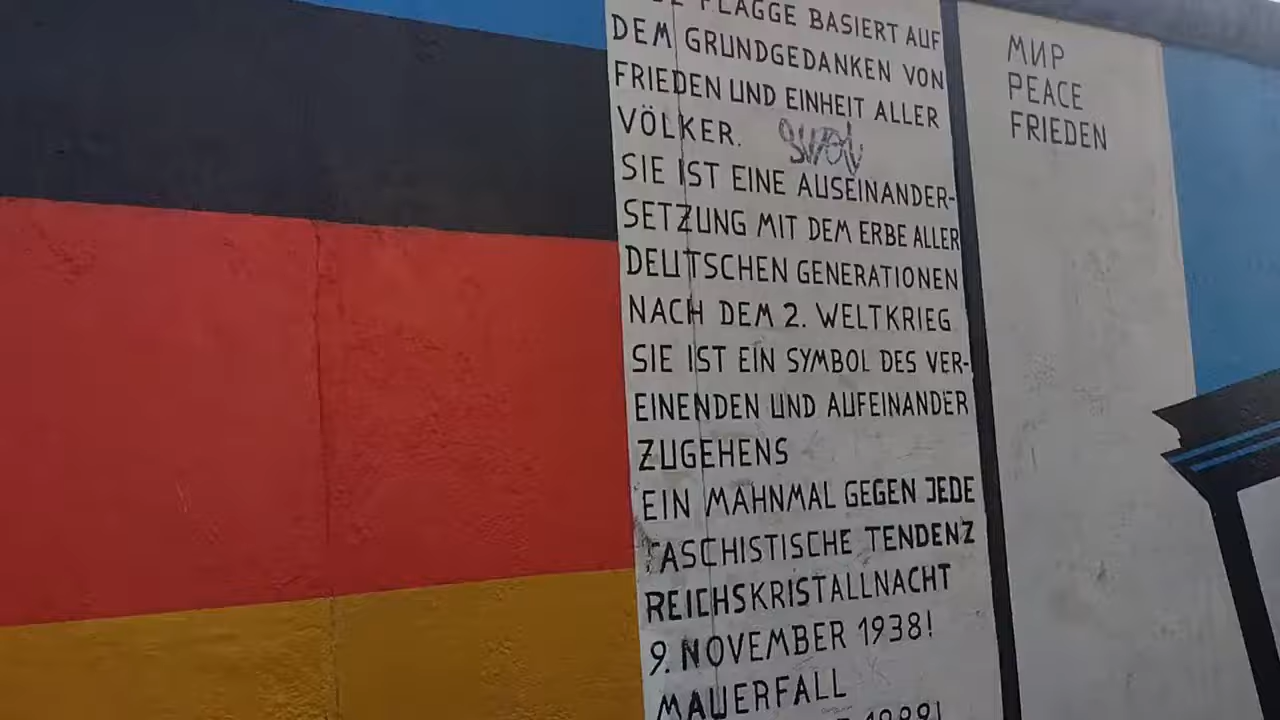 FLAGGE BASIERT AUF
DEM GRUNDGEDANKEN VON
FRIEDEN UND EINHEIT ALLER
VÖLKER.
SIE IST EINE AUSEINANDER-
SETZUNG MIT DEM ERBE ALLER
DEUTSCHEN GENERATIONEN
NACH DEM 2. WELTKRIEG
SIE IST EIN SYMBOL DES VER-
EINENDEN UND AUFEINANDER
ZUGEHENS
EIN MAHNMAL GEGEN JEDE
FASCHISTISCHE TENDENZ
REICHSKRISTALLNACHT
9. NOVEMBER 1938!
MAUERFALL
1989!
МИР
PEACE
FRIEDEN